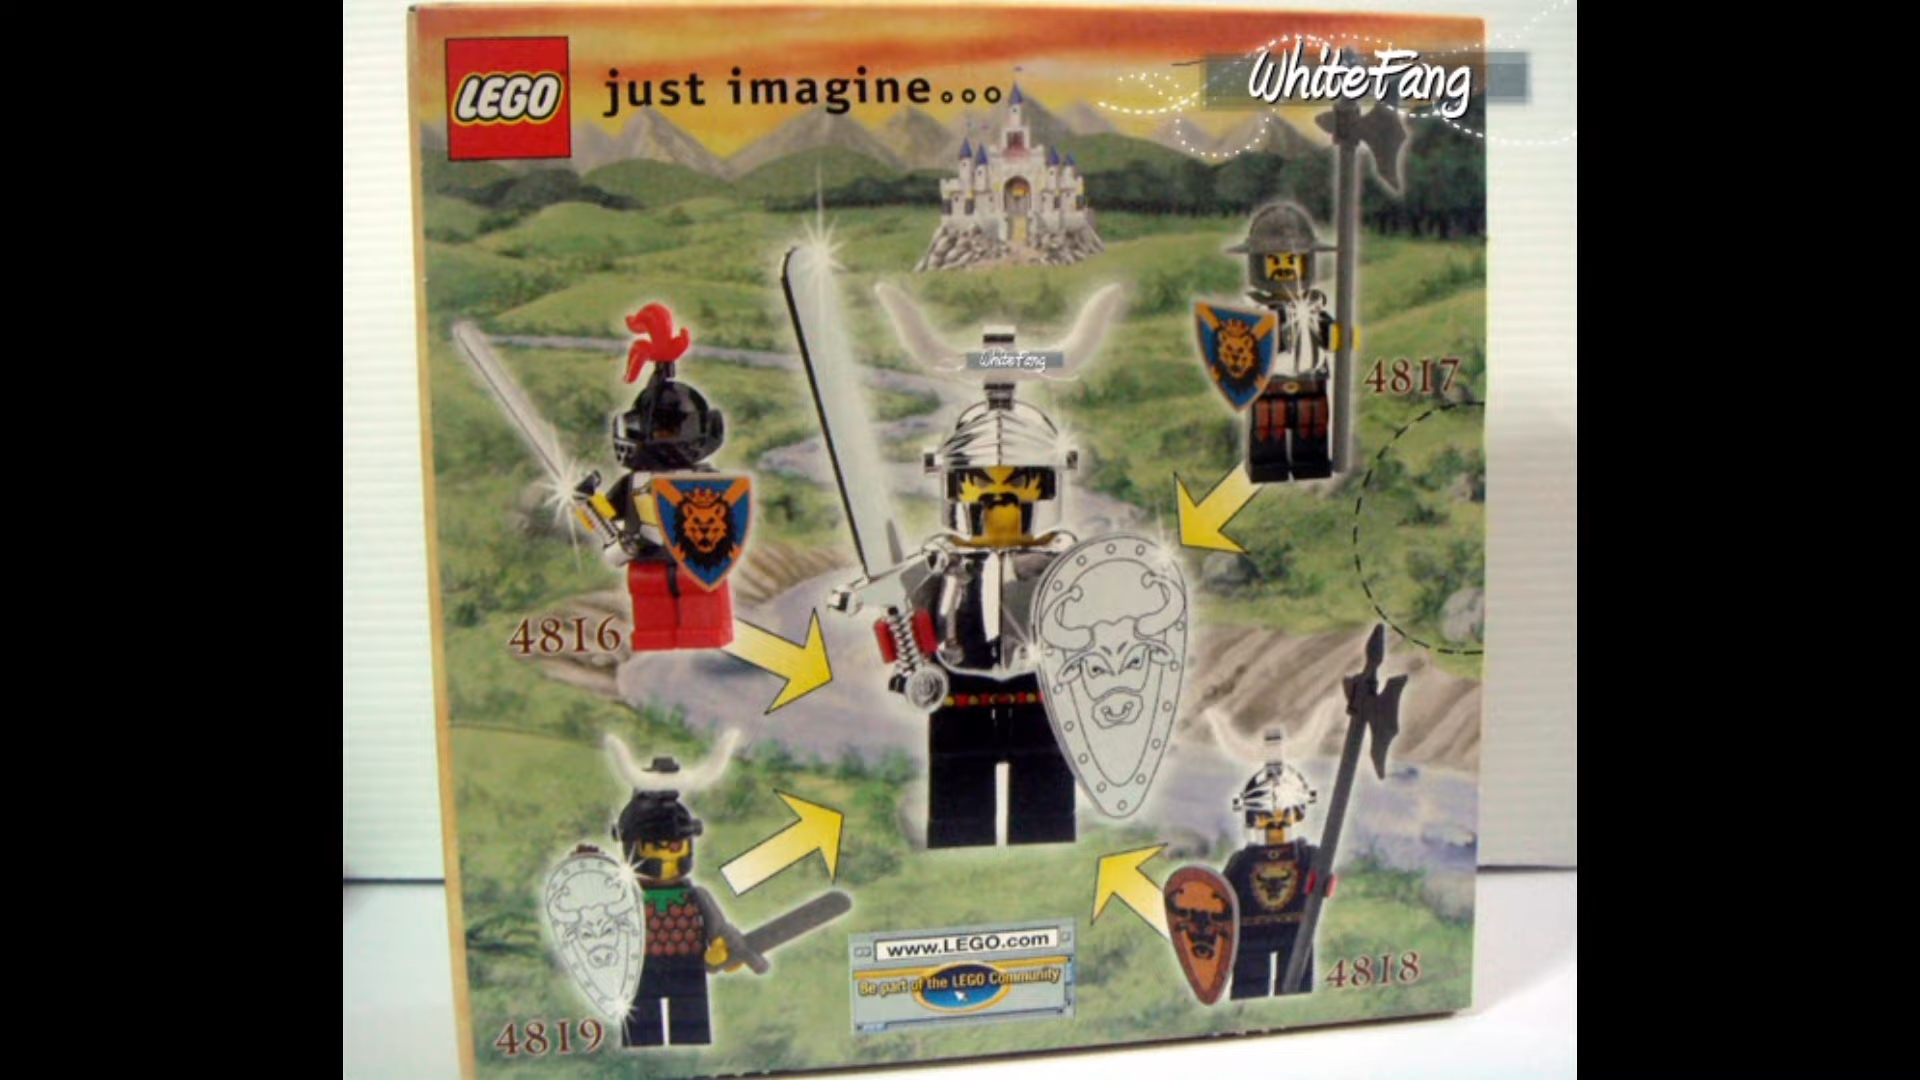 LEGO
just imagine...
WhiteFang
WhiteFang
4817
4816
www.LEGO.com
Be part of the LEGO Community
4818
4819